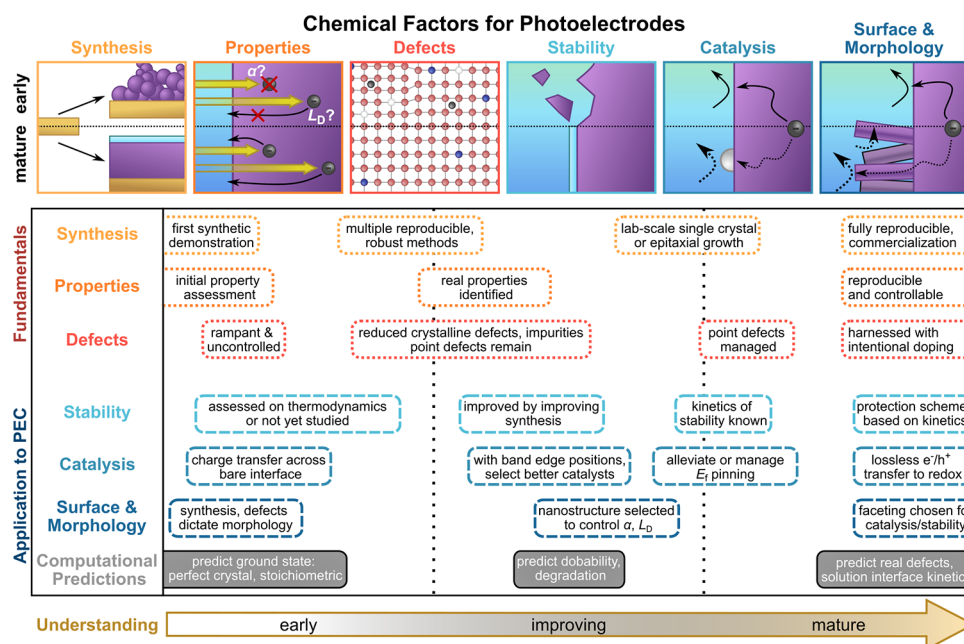 Chemical Factors for Photoelectrodes
Synthesis
Properties
Defects
Stability
Catalysis
Surface
& Morphology
early
mature
α?
L_D?
−
−
−
−
−
−
Fundamentals
Synthesis
first synthetic
demonstration
multiple reproducible,
robust methods
lab-scale single crystal
or epitaxial growth
fully reproducible,
commercialization
Properties
initial property
assessment
real properties
identified
reproducible
and controllable
Defects
rampant &
uncontrolled
reduced crystalline defects, impurities
point defects remain
point defects
managed
harnessed with
intentional doping
Application to PEC
Stability
assessed on thermodynamics
or not yet studied
improved by improving
synthesis
kinetics of
stability known
protection scheme
based on kinetics
Catalysis
charge transfer across
bare interface
with band edge positions,
select better catalysts
alleviate or manage
E_f pinning
lossless e⁻/h⁺
transfer to redox
Surface &
Morphology
synthesis, defects
dictate morphology
nanostructure selected
to control α, L_D
faceting chosen fo
catalysis/stability
Computational
Predictions
predict ground state:
perfect crystal, stoichiometric
predict dobability,
degradation
predict real defects,
solution interface kinetic
Understanding
early
improving
mature